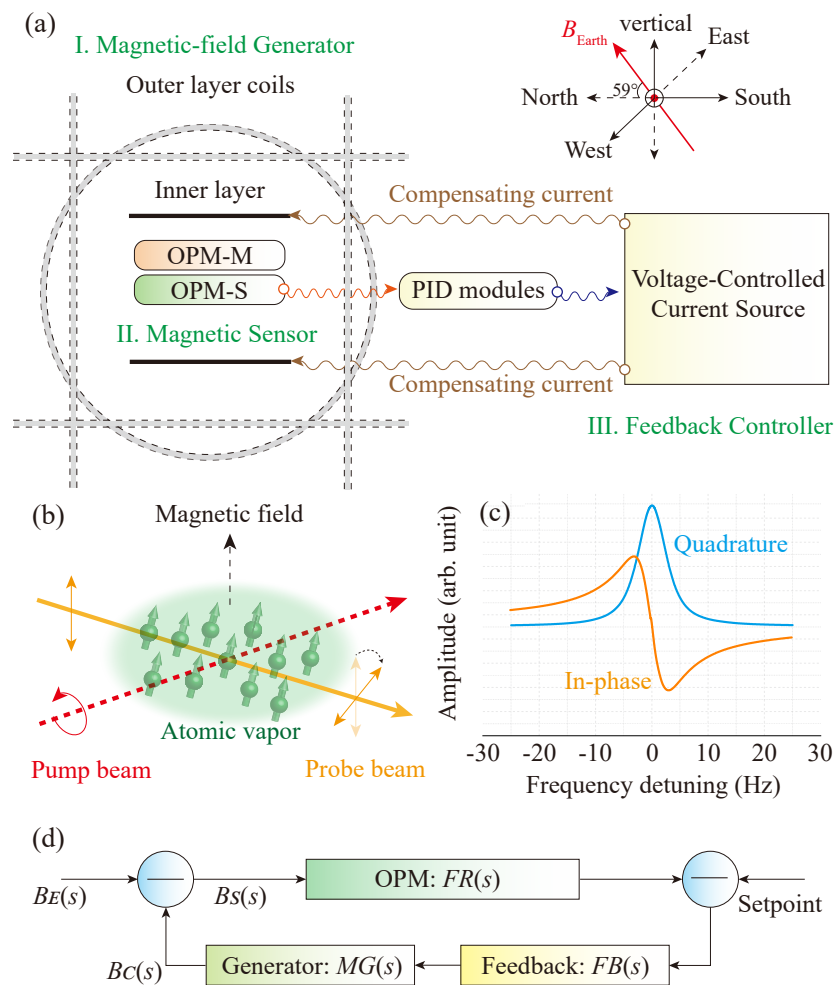 (a)
I. Magnetic-field Generator
Outer layer coils
B_Earth
vertical
East
59°
North
South
West
Inner layer
Compensating current
OPM-M
OPM-S
PID modules
Voltage-Controlled
Current Source
II. Magnetic Sensor
Compensating current
III. Feedback Controller
(b)
Magnetic field
Atomic vapor
Pump beam
Probe beam
(c)
Quadrature
In-phase
Amplitude (arb. unit)
-30 -20 -10 0 10 20 30
Frequency detuning (Hz)
(d)
BE(s)
BS(s)
OPM: FR(s)
Setpoint
BC(s)
Generator: MG(s)
Feedback: FB(s)